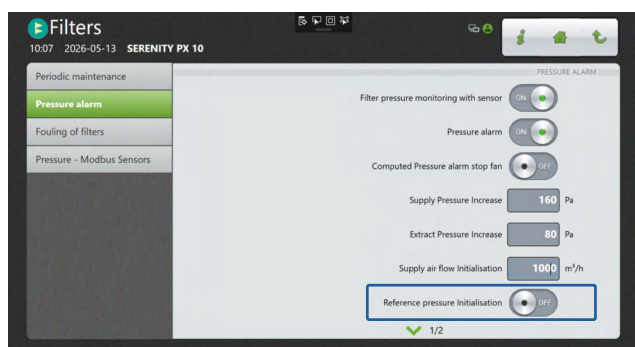 Filters
10:07 2026-05-13 SERENITY PX 10
Periodic maintenance
Pressure alarm
Fouling of filters
Pressure - Modbus Sensors
PRESSURE ALARM
Filter pressure monitoring with sensor ON
Pressure alarm ON
Computed Pressure alarm stop fan OFF
Supply Pressure Increase 160 Pa
Extract Pressure Increase 80 Pa
Supply air flow Initialisation 1000 m³/h
Reference pressure Initialisation OFF
1/2